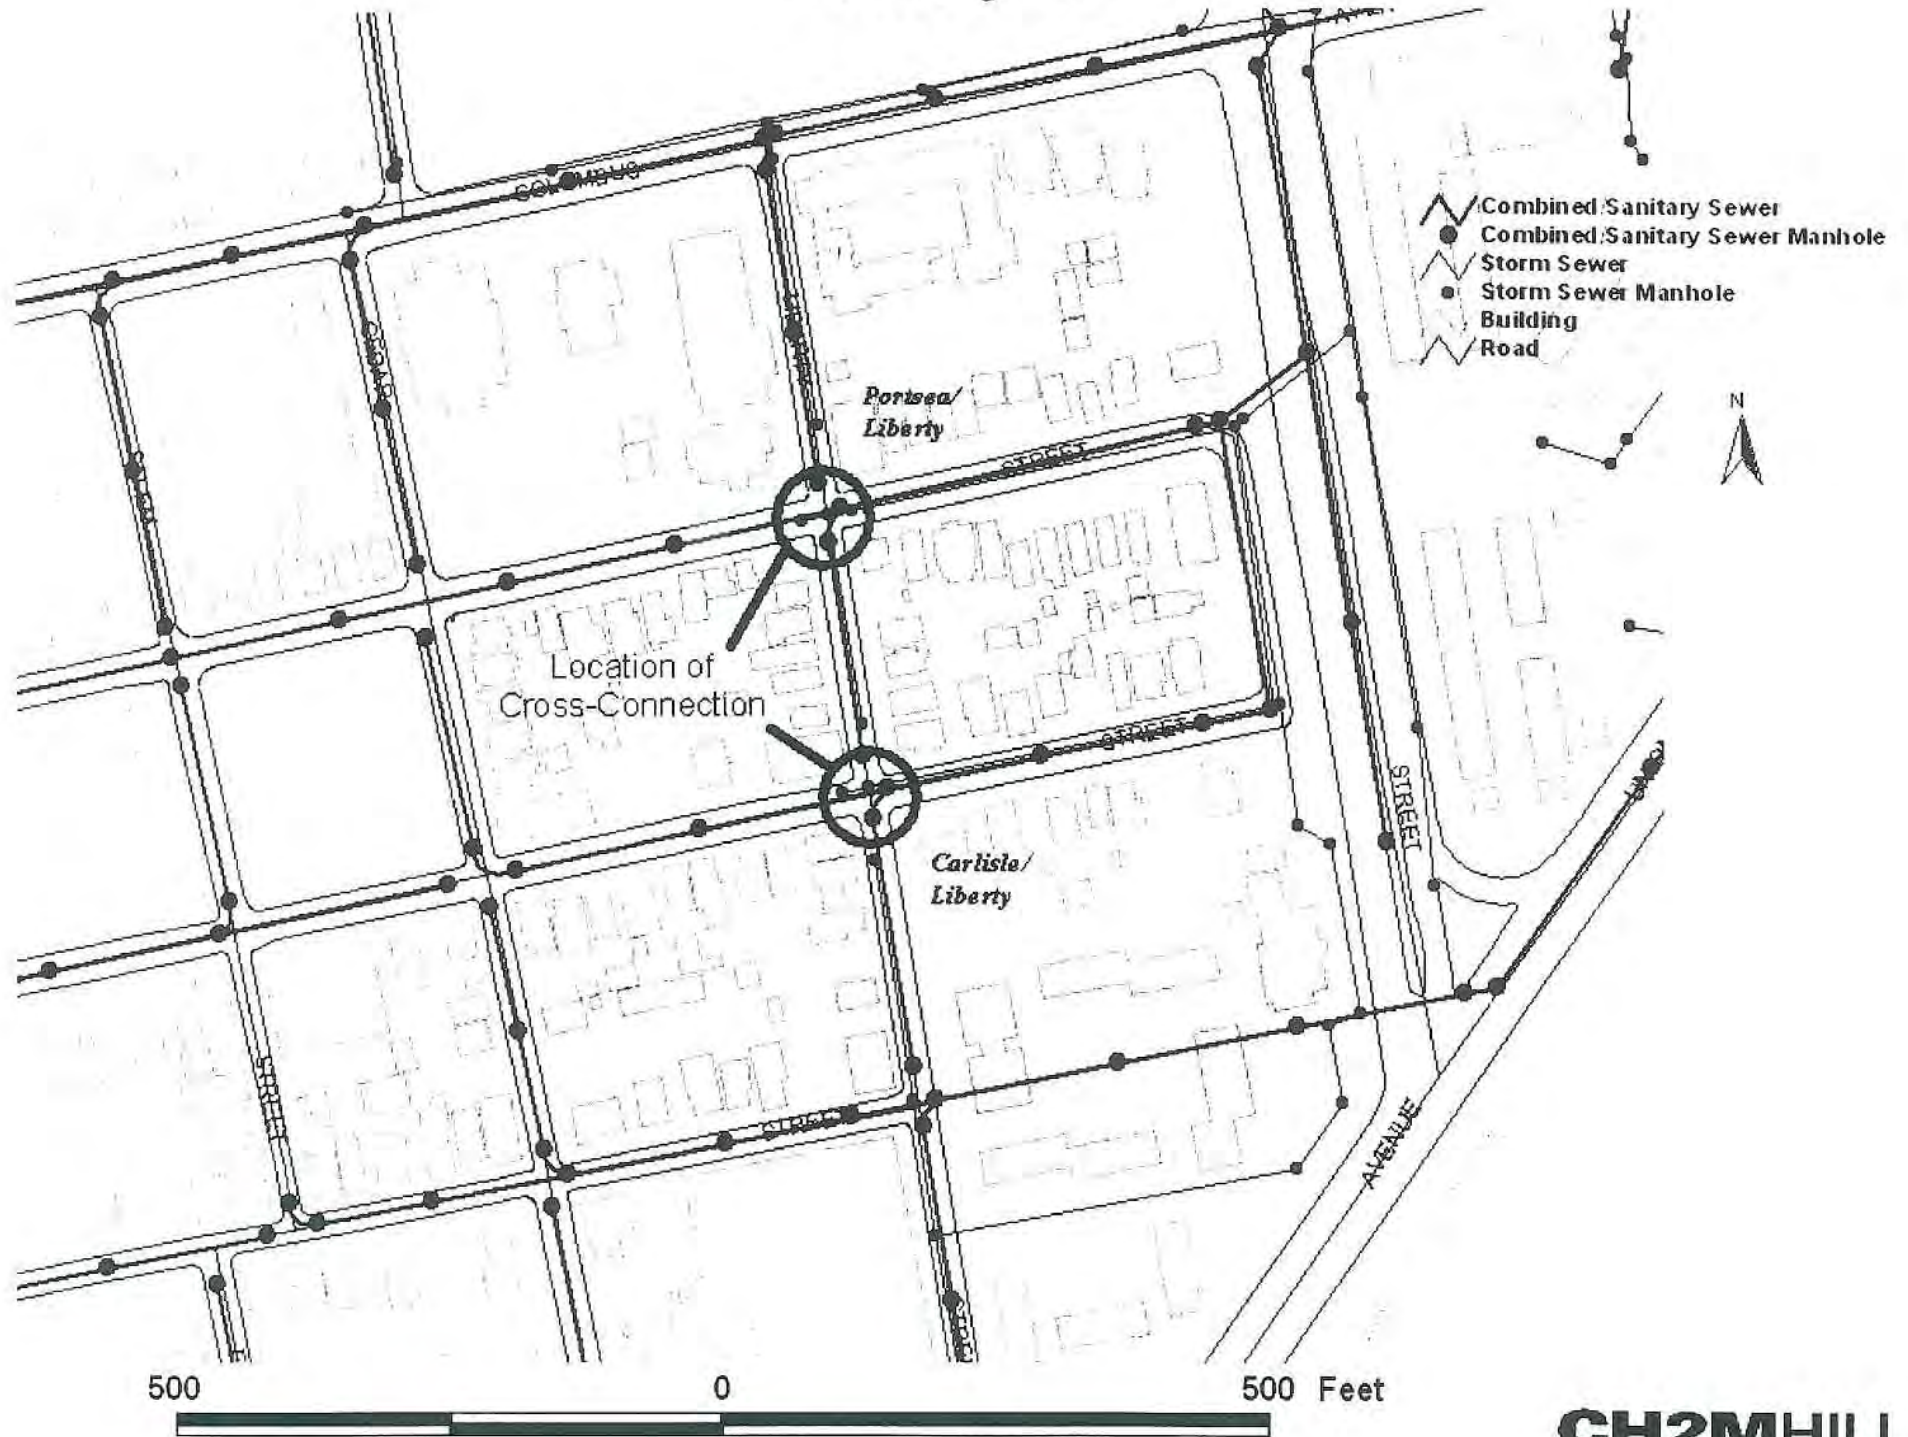 COLUMBUS
Combined/Sanitary Sewer
Combined/Sanitary Sewer Manhole
Storm Sewer
Storm Sewer Manhole
Building
Road
N
CEDAR
Portsea/
Liberty
STREET
Location of
Cross-Connection
STREET
STREET
Carlisle/
Liberty
STREET
STREET
AVENUE
500 0 500 Feet
CH2MHILL